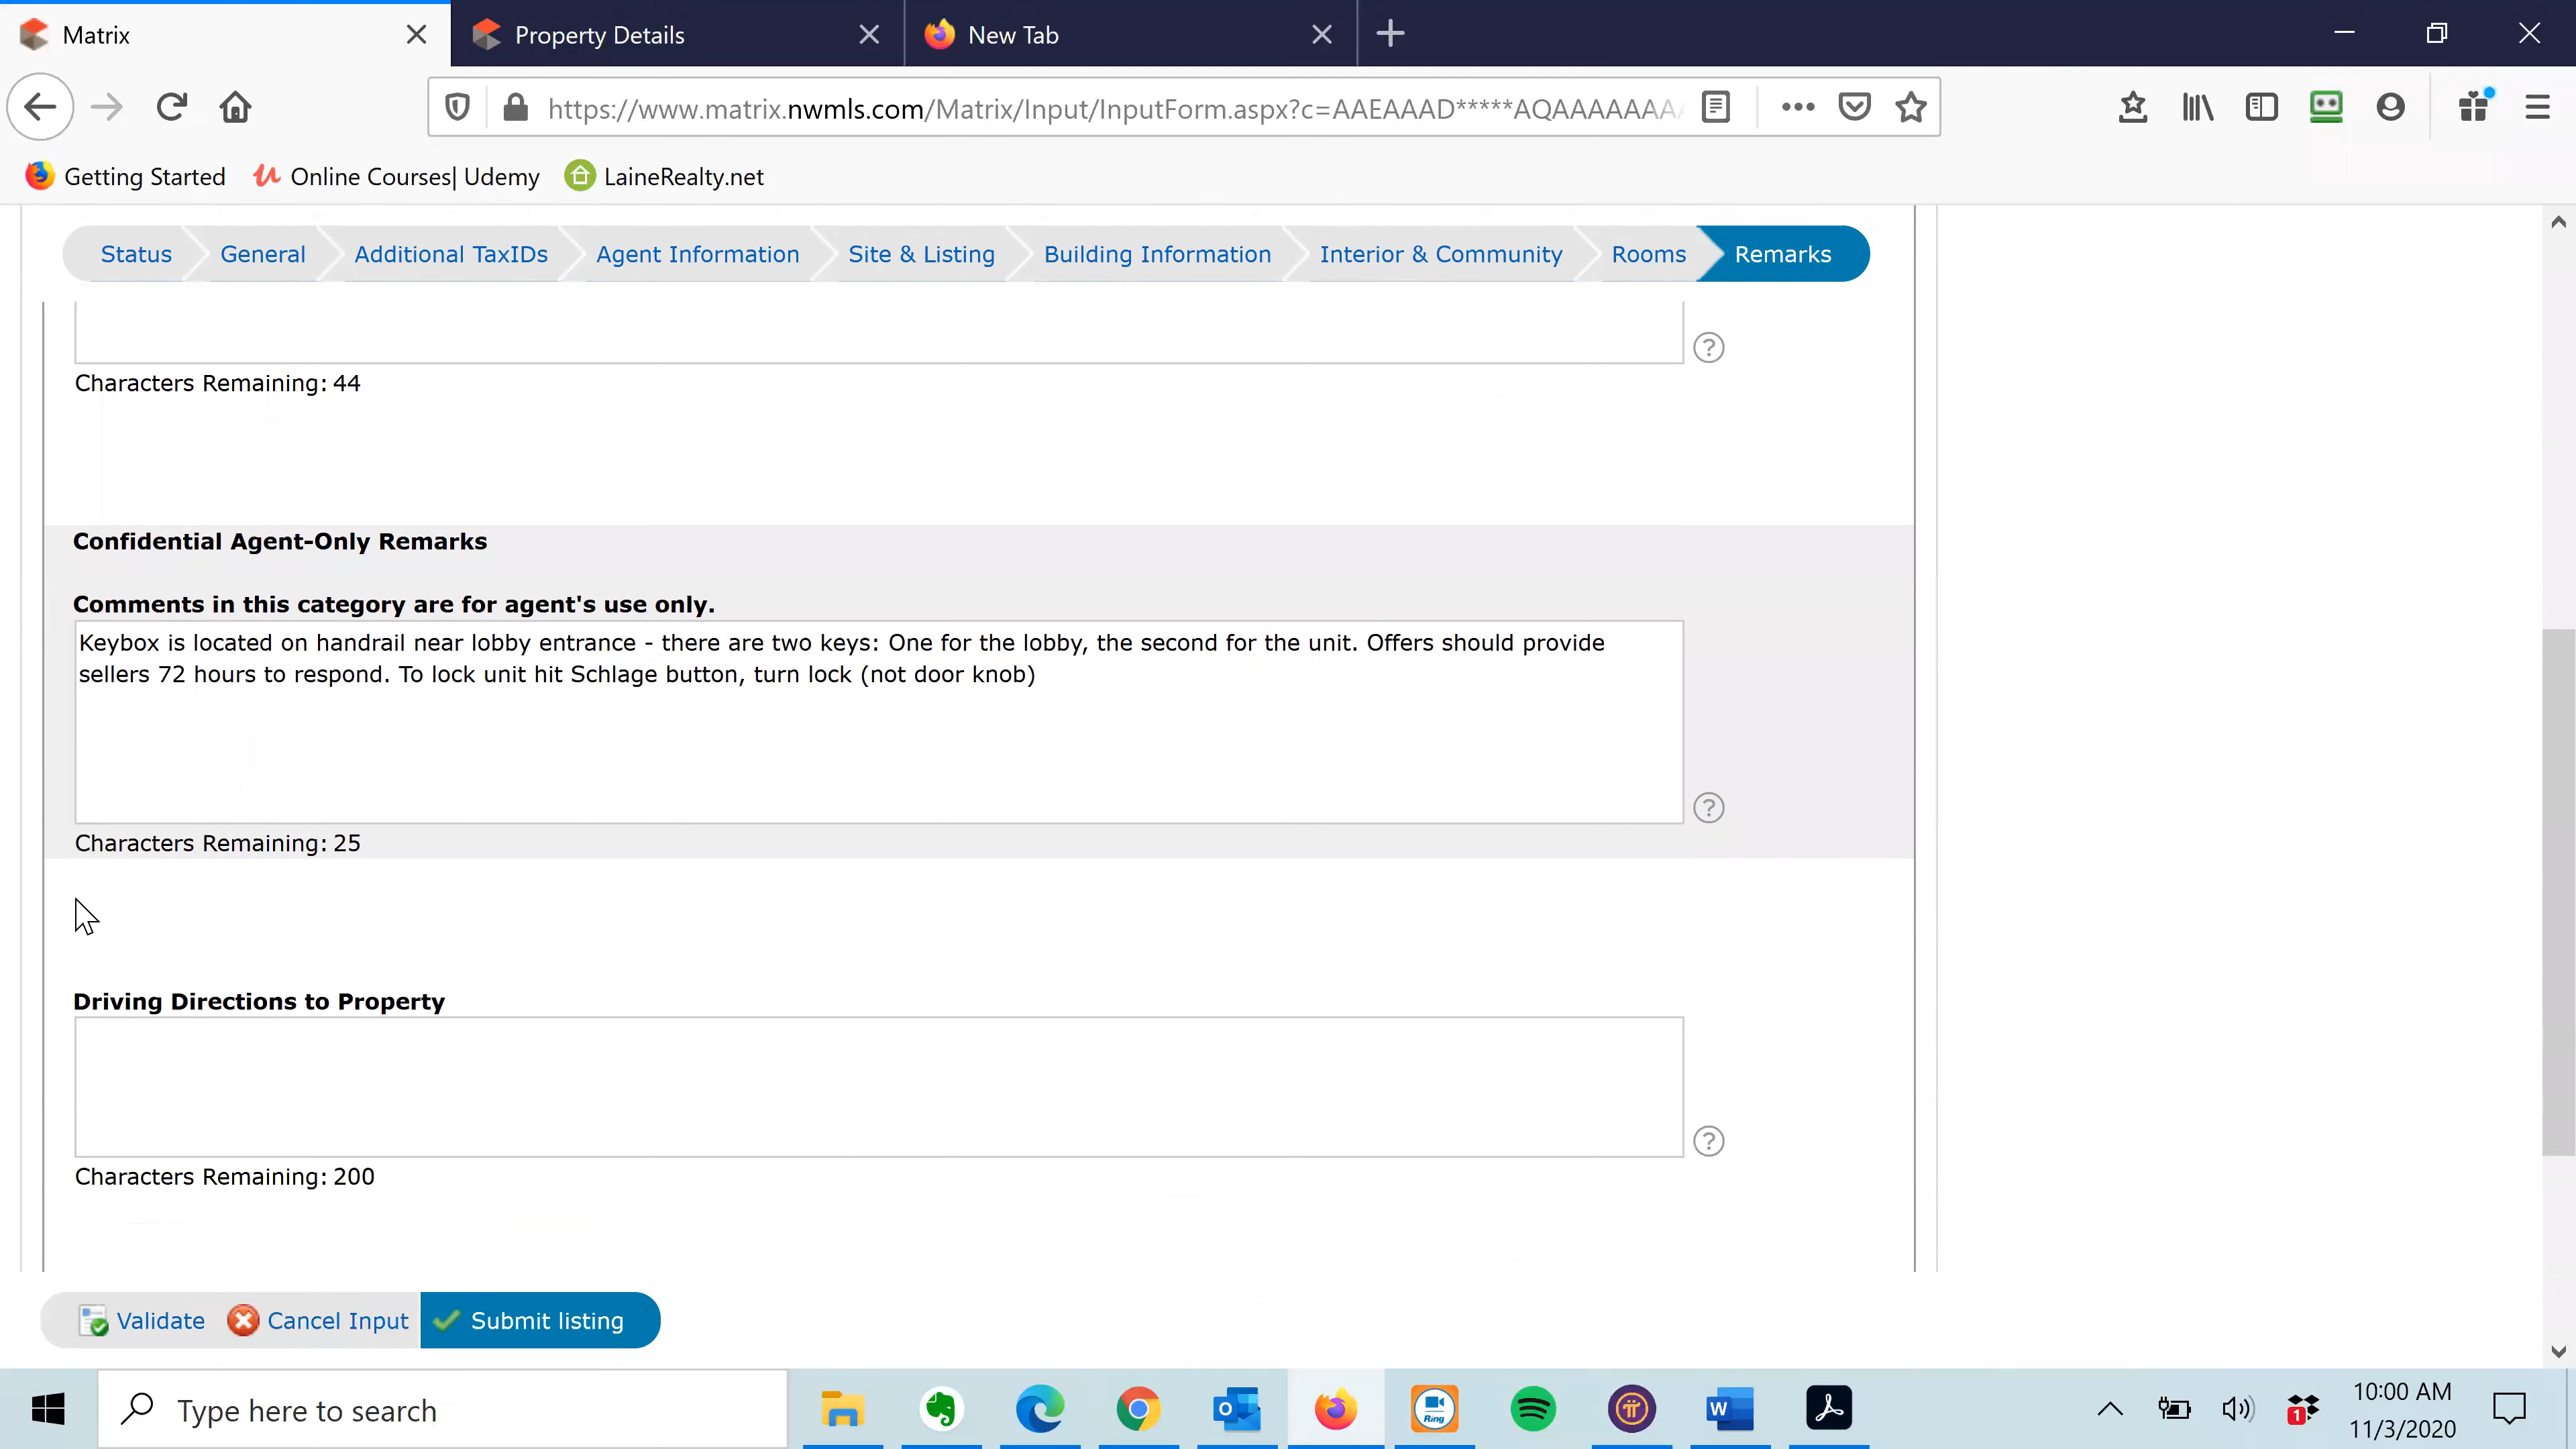 Matrix
Property Details
New Tab
https://www.matrix.nwmls.com/Matrix/Input/InputForm.aspx?c=AAEAAAD*****AQAAAAAAAA
Getting Started
Online Courses| Udemy
LaineRealty.net
Status
General
Additional TaxIDs
Agent Information
Site & Listing
Building Information
Interior & Community
Rooms
Remarks
?
Characters Remaining: 44
Confidential Agent-Only Remarks
Comments in this category are for agent's use only.
Keybox is located on handrail near lobby entrance - there are two keys: One for the lobby, the second for the unit. Offers should provide
sellers 72 hours to respond. To lock unit hit Schlage button, turn lock (not door knob)
?
Characters Remaining: 25
Driving Directions to Property
?
Characters Remaining: 200
Validate
Cancel Input
Submit listing
Type here to search
O
Ring
W
1
10:00 AM
11/3/2020